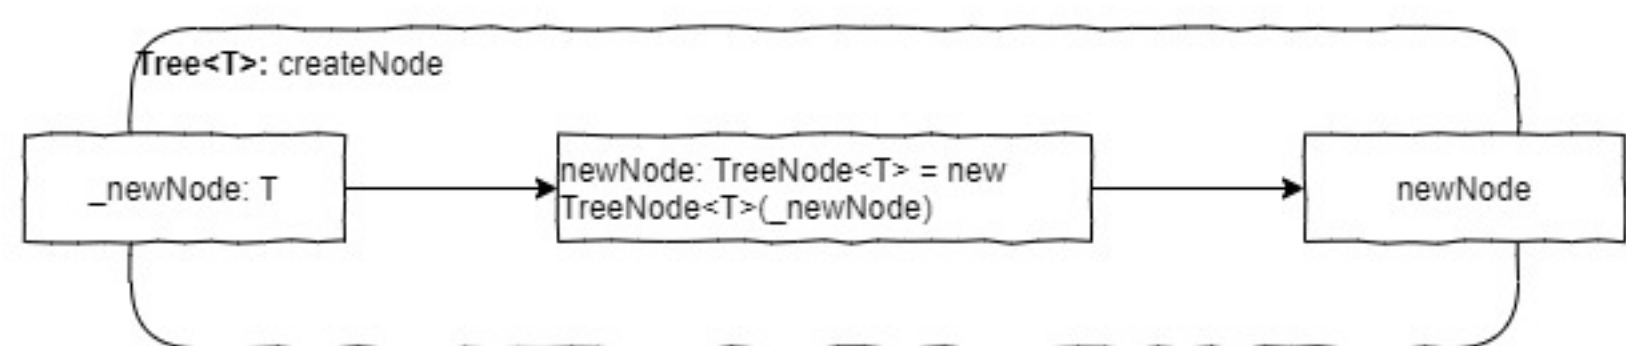 Tree<T>: createNode
_newNode: T
newNode: TreeNode<T> = new
TreeNode<T>(_newNode)
newNode